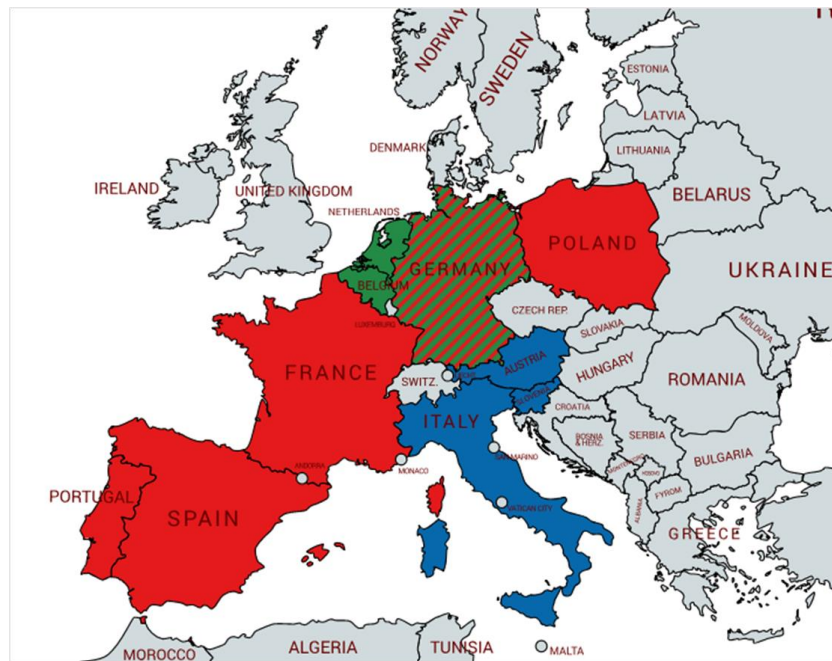 NORWAY
SWEDEN
ESTONIA
LATVIA
DENMARK
LITHUANIA
IRELAND
UNITED KINGDOM
BELARUS
NETHERLANDS
POLAND
GERMANY
UKRAINE
BELGIUM
CZECH REP.
LUXEMBURG
SLOVAKIA
MOLDOVA
AUSTRIA
HUNGARY
FRANCE
SWITZ.
ROMANIA
SLOVENIA
CROATIA
ITALY
BOSNIA
& HERZ.
SERBIA
SAN MARINO
BULGARIA
ANDORRA
MONACO
MONTENEGRO
KOSOVO
PORTUGAL
SPAIN
VATICAN CITY
FYROM
ALBANIA
GREECE
MOROCCO
ALGERIA
TUNISIA
MALTA